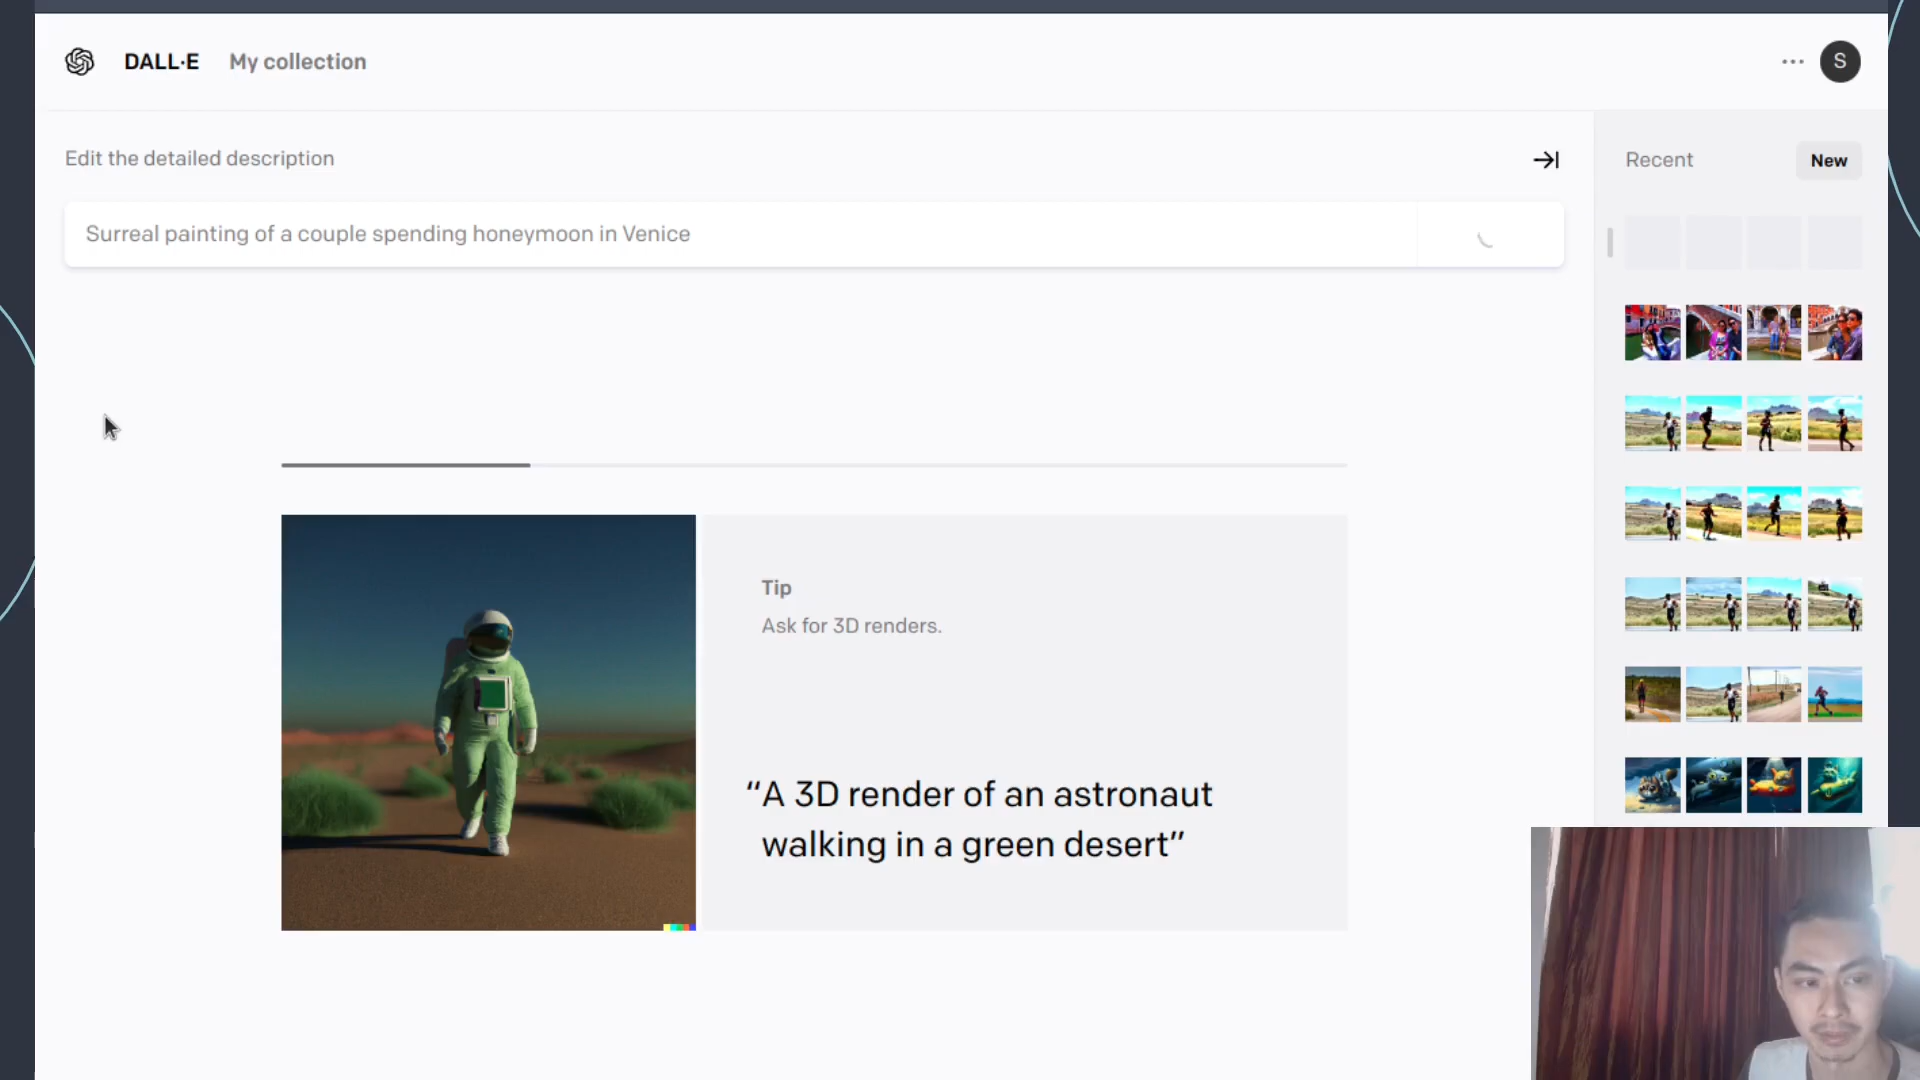 DALL·E My collection
··· S
Edit the detailed description
Recent New
Surreal painting of a couple spending honeymoon in Venice
Tip
Ask for 3D renders.
“A 3D render of an astronaut
walking in a green desert”